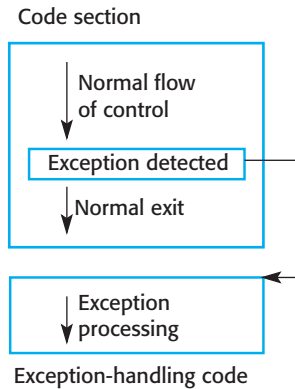 Code section
Normal flow
of control
Exception detected
Normal exit
Exception
processing
Exception-handling code